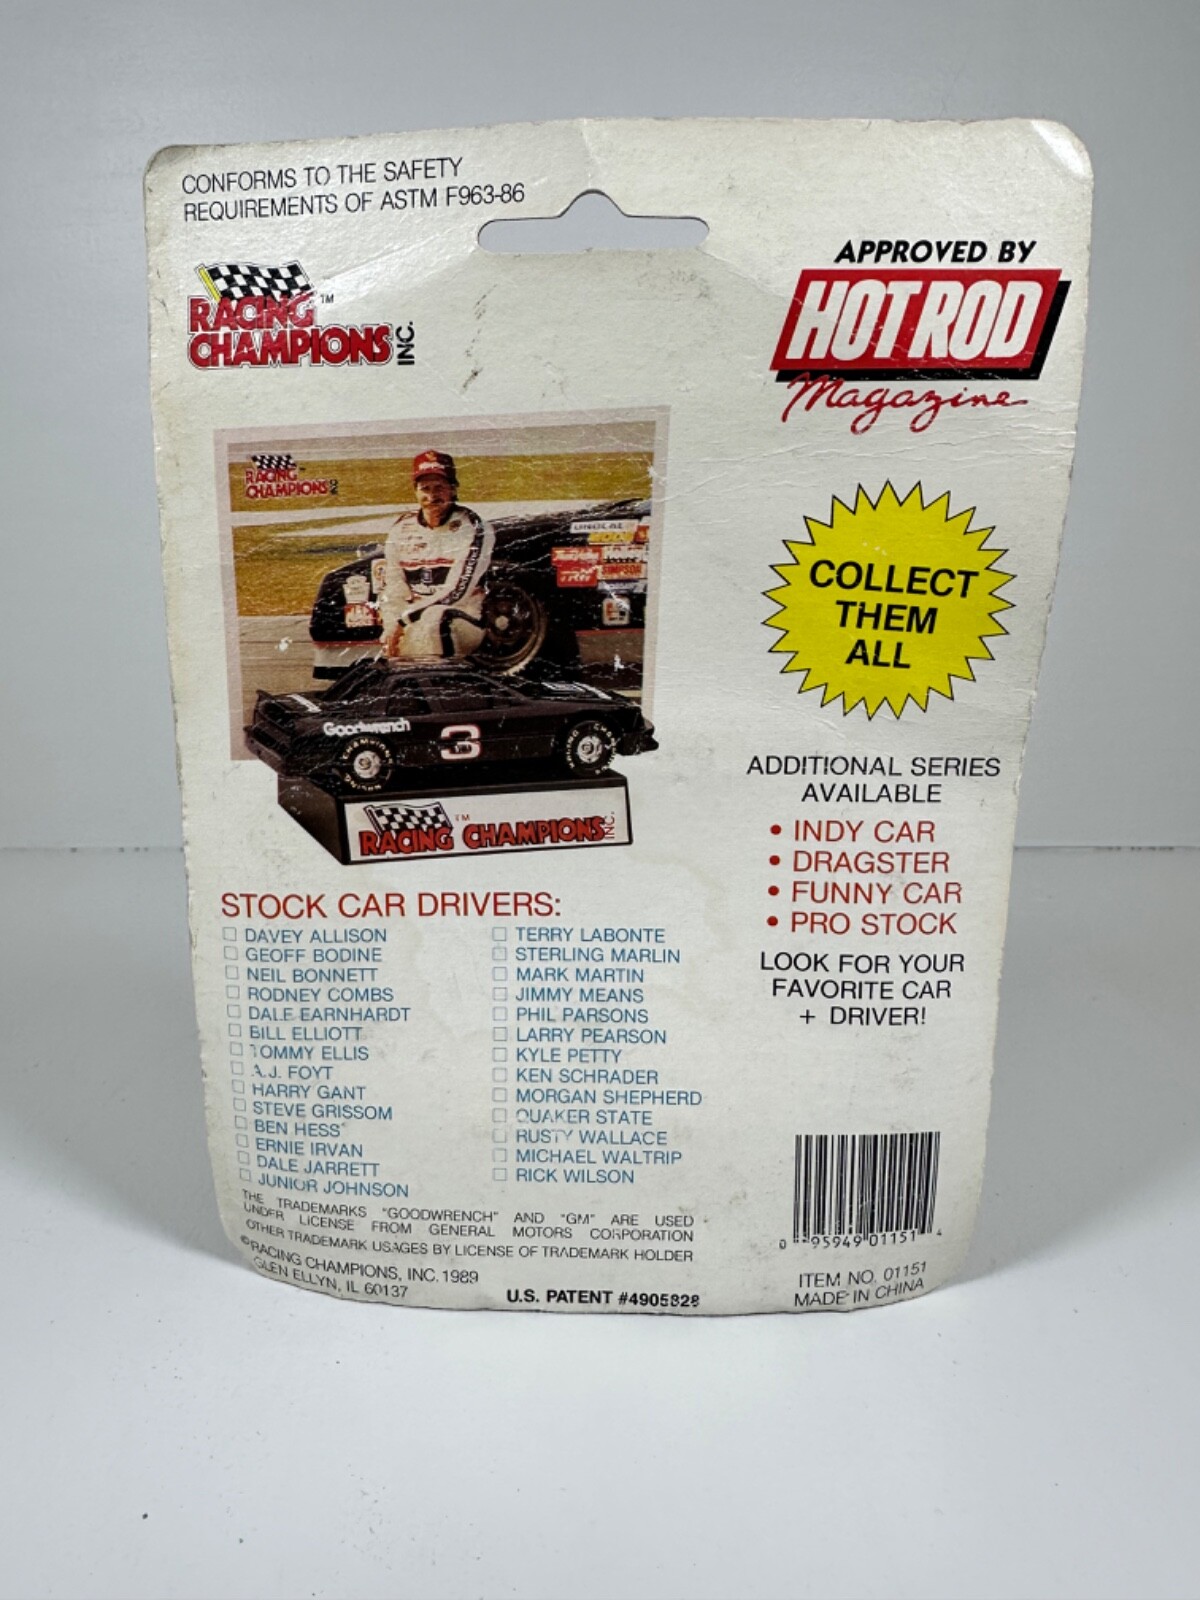 CONFORMS TO THE SAFETY
REQUIREMENTS OF ASTM F963-86
RACING ™
CHAMPIONS INC.
APPROVED BY
HOT ROD
Magazine
RACING
CHAMPIONS INC
SIMPSON
Goodwrench
3
RACING CHAMPIONS INC. ™
COLLECT
THEM
ALL
ADDITIONAL SERIES
AVAILABLE
• INDY CAR
• DRAGSTER
• FUNNY CAR
• PRO STOCK
LOOK FOR YOUR
FAVORITE CAR
+ DRIVER!
STOCK CAR DRIVERS:
☐ DAVEY ALLISON
☐ GEOFF BODINE
☐ NEIL BONNETT
☐ RODNEY COMBS
☐ DALE EARNHARDT
☐ BILL ELLIOTT
☐ TOMMY ELLIS
☐ A.J. FOYT
☐ HARRY GANT
☐ STEVE GRISSOM
☐ BEN HESS
☐ ERNIE IRVAN
☐ DALE JARRETT
☐ JUNIOR JOHNSON
☐ TERRY LABONTE
☐ STERLING MARLIN
☐ MARK MARTIN
☐ JIMMY MEANS
☐ PHIL PARSONS
☐ LARRY PEARSON
☐ KYLE PETTY
☐ KEN SCHRADER
☐ MORGAN SHEPHERD
☐ QUAKER STATE
☐ RUSTY WALLACE
☐ MICHAEL WALTRIP
☐ RICK WILSON
THE TRADEMARKS "GOODWRENCH" AND "GM" ARE USED
UNDER LICENSE FROM GENERAL MOTORS CORPORATION
OTHER TRADEMARK USAGES BY LICENSE OF TRADEMARK HOLDER
©RACING CHAMPIONS, INC. 1989
GLEN ELLYN, IL 60137
U.S. PATENT #4905828
0 95949 01151 4
ITEM NO. 01151
MADE IN CHINA